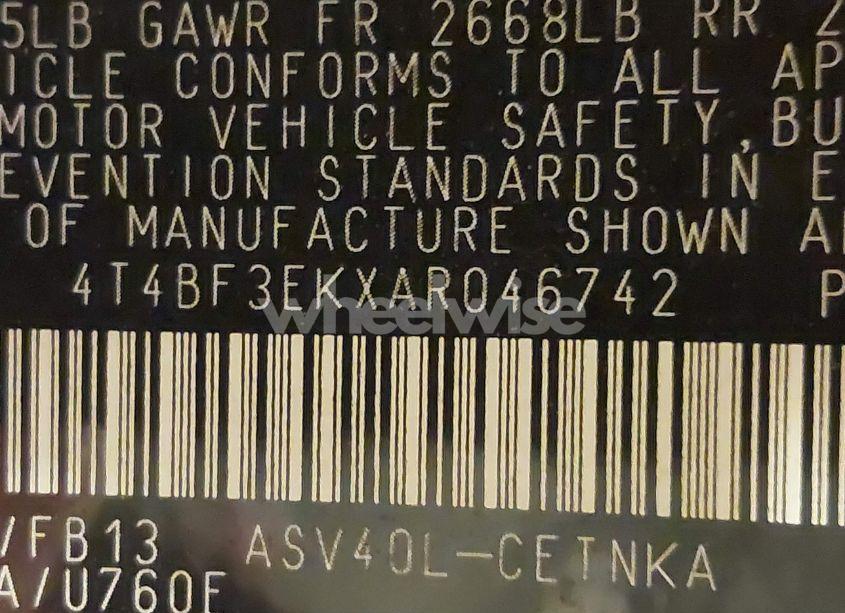 5LB GAWR FR 2668LB RR 2
ICLE CONFORMS TO ALL AP
MOTOR VEHICLE SAFETY, BU
EVENTION STANDARDS IN E
OF MANUFACTURE SHOWN A
4T4BF3EKXAR046742 P
wheelwise
/FB13 ASV40L-CETNKA
A/U760E